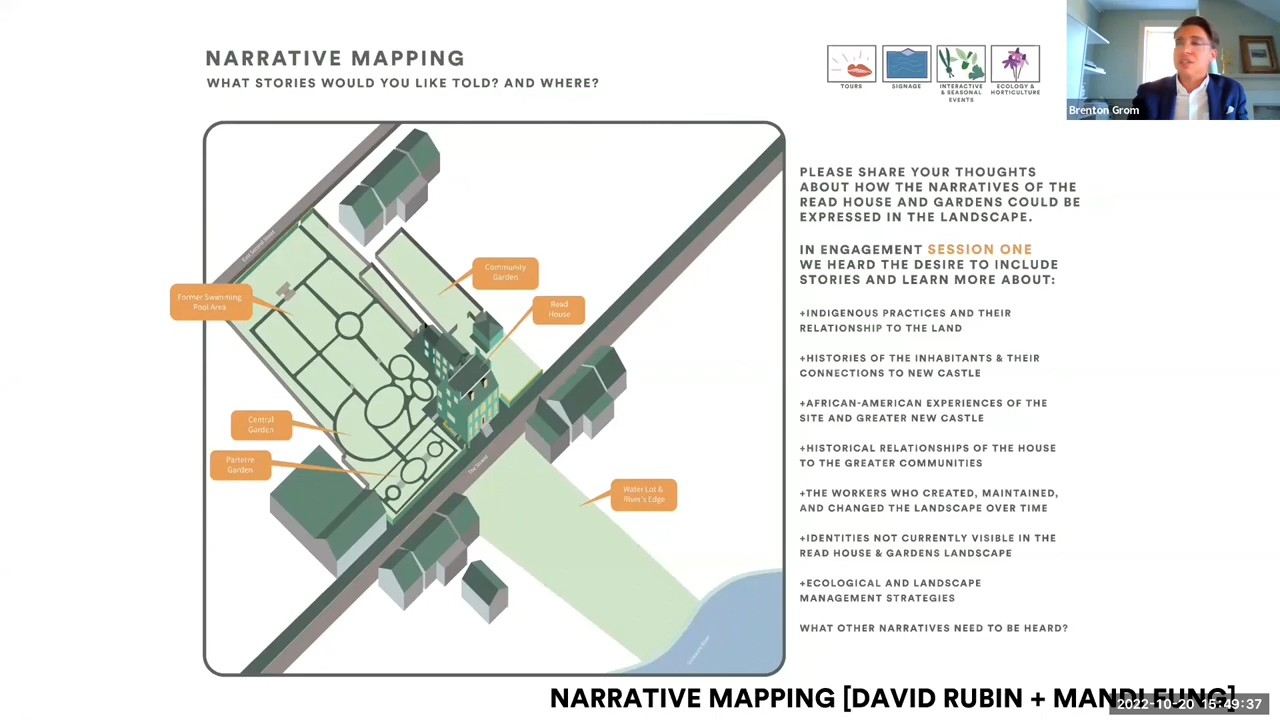 NARRATIVE MAPPING
WHAT STORIES WOULD YOU LIKE TOLD? AND WHERE?
TOURS
SIGNAGE
INTERACTIVE
& SEASONAL
EVENTS
ECOLOGY &
HORTICULTURE
Brenton Grom
East Second Street
Community
Garden
Former Swimming
Pool Area
Read
House
Central
Garden
Parterre
Garden
The Strand
Water Lot &
River's Edge
Delaware River
PLEASE SHARE YOUR THOUGHTS
ABOUT HOW THE NARRATIVES OF THE
READ HOUSE AND GARDENS COULD BE
EXPRESSED IN THE LANDSCAPE.
IN ENGAGEMENT SESSION ONE
WE HEARD THE DESIRE TO INCLUDE
STORIES AND LEARN MORE ABOUT:
+INDIGENOUS PRACTICES AND THEIR
RELATIONSHIP TO THE LAND
+HISTORIES OF THE INHABITANTS & THEIR
CONNECTIONS TO NEW CASTLE
+AFRICAN-AMERICAN EXPERIENCES OF THE
SITE AND GREATER NEW CASTLE
+HISTORICAL RELATIONSHIPS OF THE HOUSE
TO THE GREATER COMMUNITIES
+THE WORKERS WHO CREATED, MAINTAINED,
AND CHANGED THE LANDSCAPE OVER TIME
+IDENTITIES NOT CURRENTLY VISIBLE IN THE
READ HOUSE & GARDENS LANDSCAPE
+ECOLOGICAL AND LANDSCAPE
MANAGEMENT STRATEGIES
WHAT OTHER NARRATIVES NEED TO BE HEARD?
NARRATIVE MAPPING [DAVID RUBIN + MANDI FUNG]
2022-10-20 15:49:37